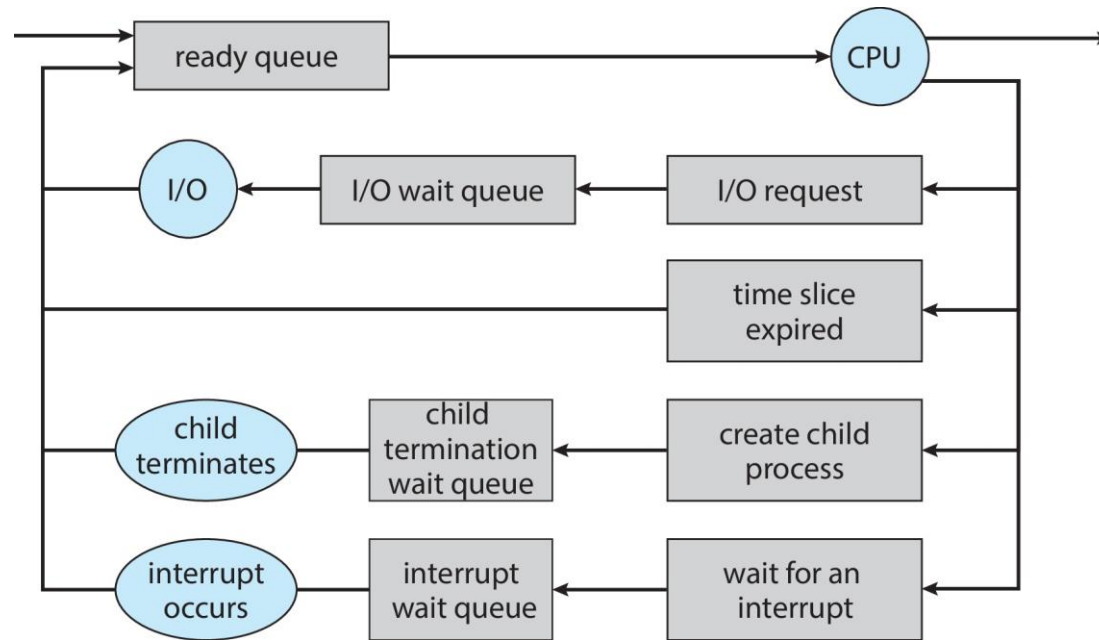 ready queue
CPU
I/O
I/O wait queue
I/O request
time slice
expired
child
terminates
child
termination
wait queue
create child
process
interrupt
occurs
interrupt
wait queue
wait for an
interrupt